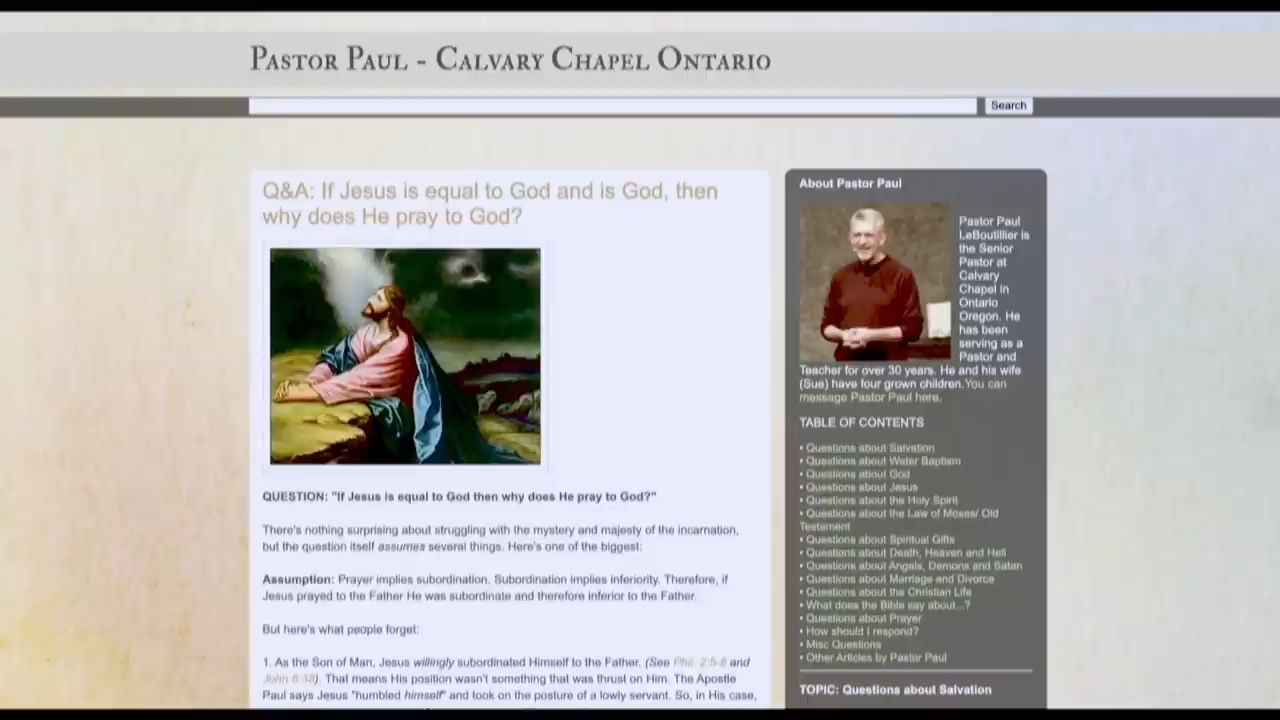 PASTOR PAUL - CALVARY CHAPEL ONTARIO
Search
Q&A: If Jesus is equal to God and is God, then
why does He pray to God?
QUESTION: "If Jesus is equal to God then why does He pray to God?"
There's nothing surprising about struggling with the mystery and majesty of the incarnation,
but the question itself assumes several things. Here's one of the biggest:
Assumption: Prayer implies subordination. Subordination implies inferiority. Therefore, if
Jesus prayed to the Father He was subordinate and therefore inferior to the Father.
But here's what people forget:
1. As the Son of Man, Jesus willingly subordinated Himself to the Father. (See Phil. 2:5-8 and
John 6:38). That means His position wasn't something that was thrust on Him. The Apostle
Paul says Jesus "humbled himself" and took on the posture of a lowly servant. So, in His case,
About Pastor Paul
Pastor Paul
LeBoutillier is
the Senior
Pastor at
Calvary
Chapel in
Ontario
Oregon. He
has been
serving as a
Pastor and
Teacher for over 30 years. He and his wife
(Sue) have four grown children.You can
message Pastor Paul here.
TABLE OF CONTENTS
• Questions about Salvation
• Questions about Water Baptism
• Questions about God
• Questions about Jesus
• Questions about the Holy Spirit
• Questions about the Law of Moses/ Old
Testament
• Questions about Spiritual Gifts
• Questions about Death, Heaven and Hell
• Questions about Angels, Demons and Satan
• Questions about Marriage and Divorce
• Questions about the Christian Life
• What does the Bible say about...?
• Questions about Prayer
• How should I respond?
• Misc Questions
• Other Articles by Pastor Paul
TOPIC: Questions about Salvation